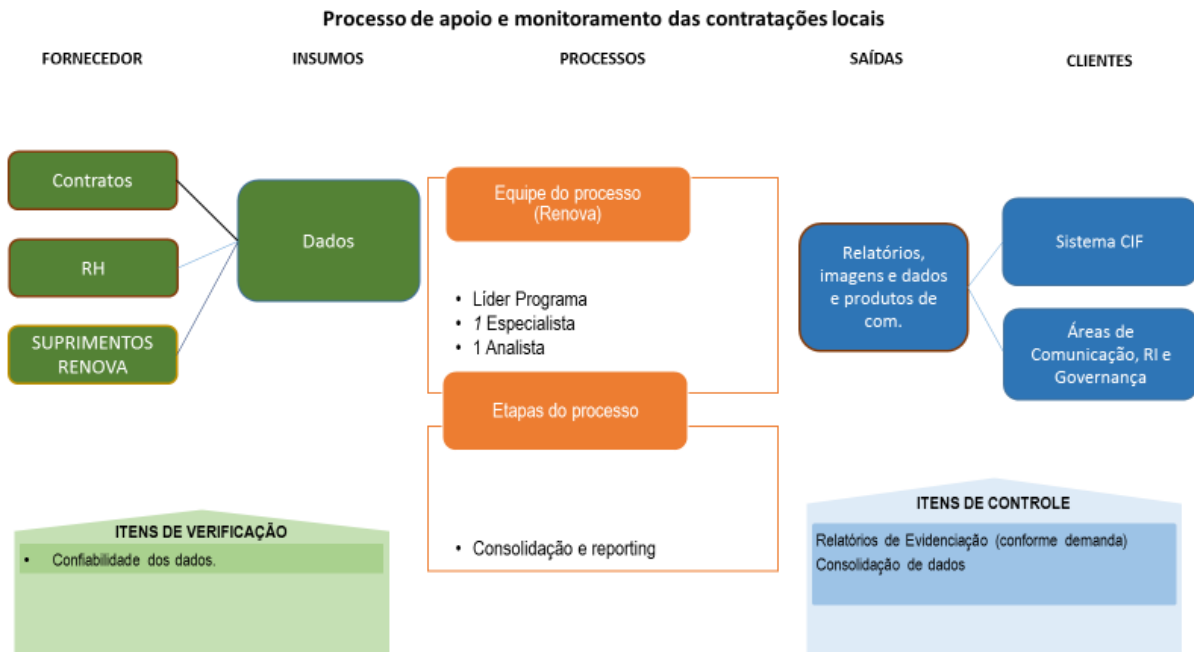 Processo de apoio e monitoramento das contratações locais
FORNECEDOR
INSUMOS
PROCESSOS
SAÍDAS
CLIENTES
Contratos
RH
SUPRIMENTOS
RENOVA
Dados
Equipe do processo
(Renova)
• Líder Programa
• 1 Especialista
• 1 Analista
Etapas do processo
• Consolidação e reporting
Relatórios,
imagens e dados
e produtos de
com.
Sistema CIF
Áreas de
Comunicação, RI e
Governança
ITENS DE VERIFICAÇÃO
• Confiabilidade dos dados.
ITENS DE CONTROLE
Relatórios de Evidenciação (conforme demanda)
Consolidação de dados